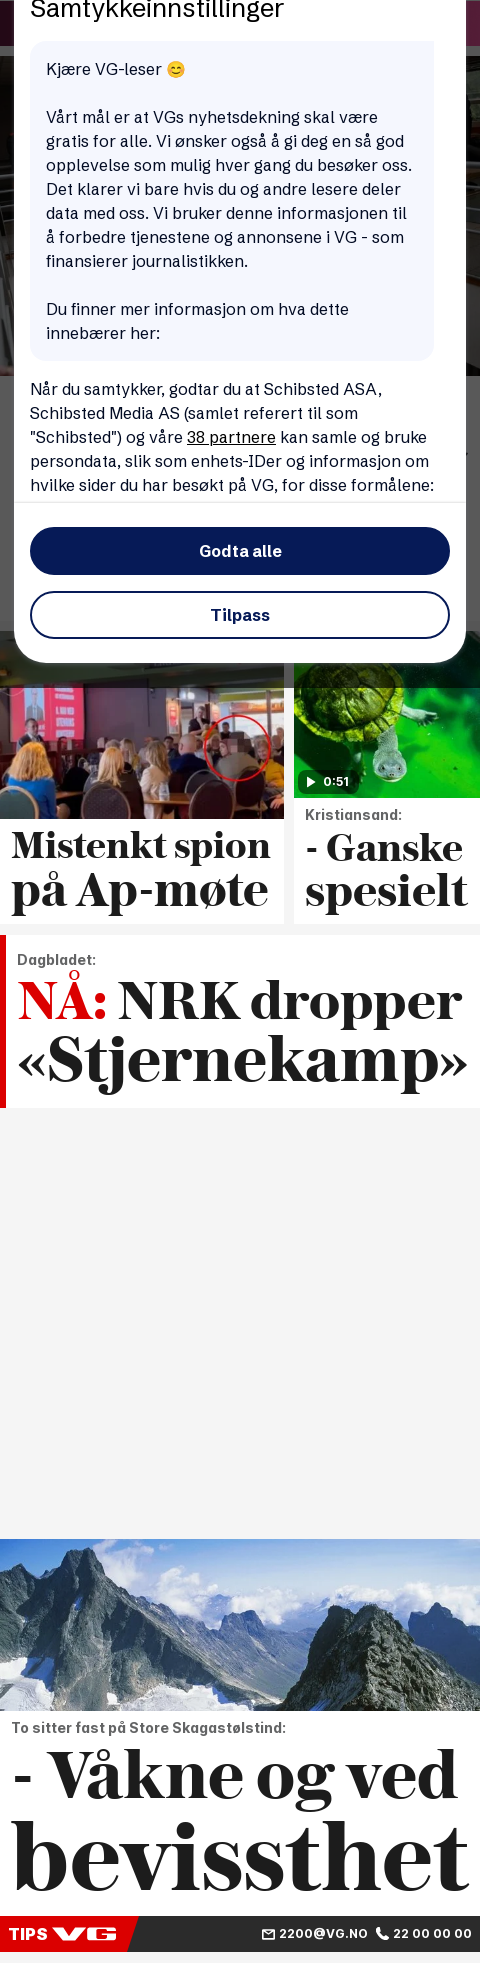 Samtykkeinnstillinger
Kjære VG-leser 😊
Vårt mål er at VGs nyhetsdekning skal være
gratis for alle. Vi ønsker også å gi deg en så god
opplevelse som mulig hver gang du besøker oss.
Det klarer vi bare hvis du og andre lesere deler
data med oss. Vi bruker denne informasjonen til
å forbedre tjenestene og annonsene i VG - som
finansierer journalistikken.
Du finner mer informasjon om hva dette
innebærer her:
Når du samtykker, godtar du at Schibsted ASA,
Schibsted Media AS (samlet referert til som
"Schibsted") og våre 38 partnere kan samle og bruke
persondata, slik som enhets-IDer og informasjon om
hvilke sider du har besøkt på VG, for disse formålene:
Godta alle
Tilpass
Mistenkt spion
på Ap-møte
0:51
Kristiansand:
- Ganske
spesielt
Dagbladet:
NÅ: NRK dropper
«Stjernekamp»
To sitter fast på Store Skagastølstind:
- Våkne og ved
bevissthet
TIPS VG 2200@VG.NO 22 00 00 00